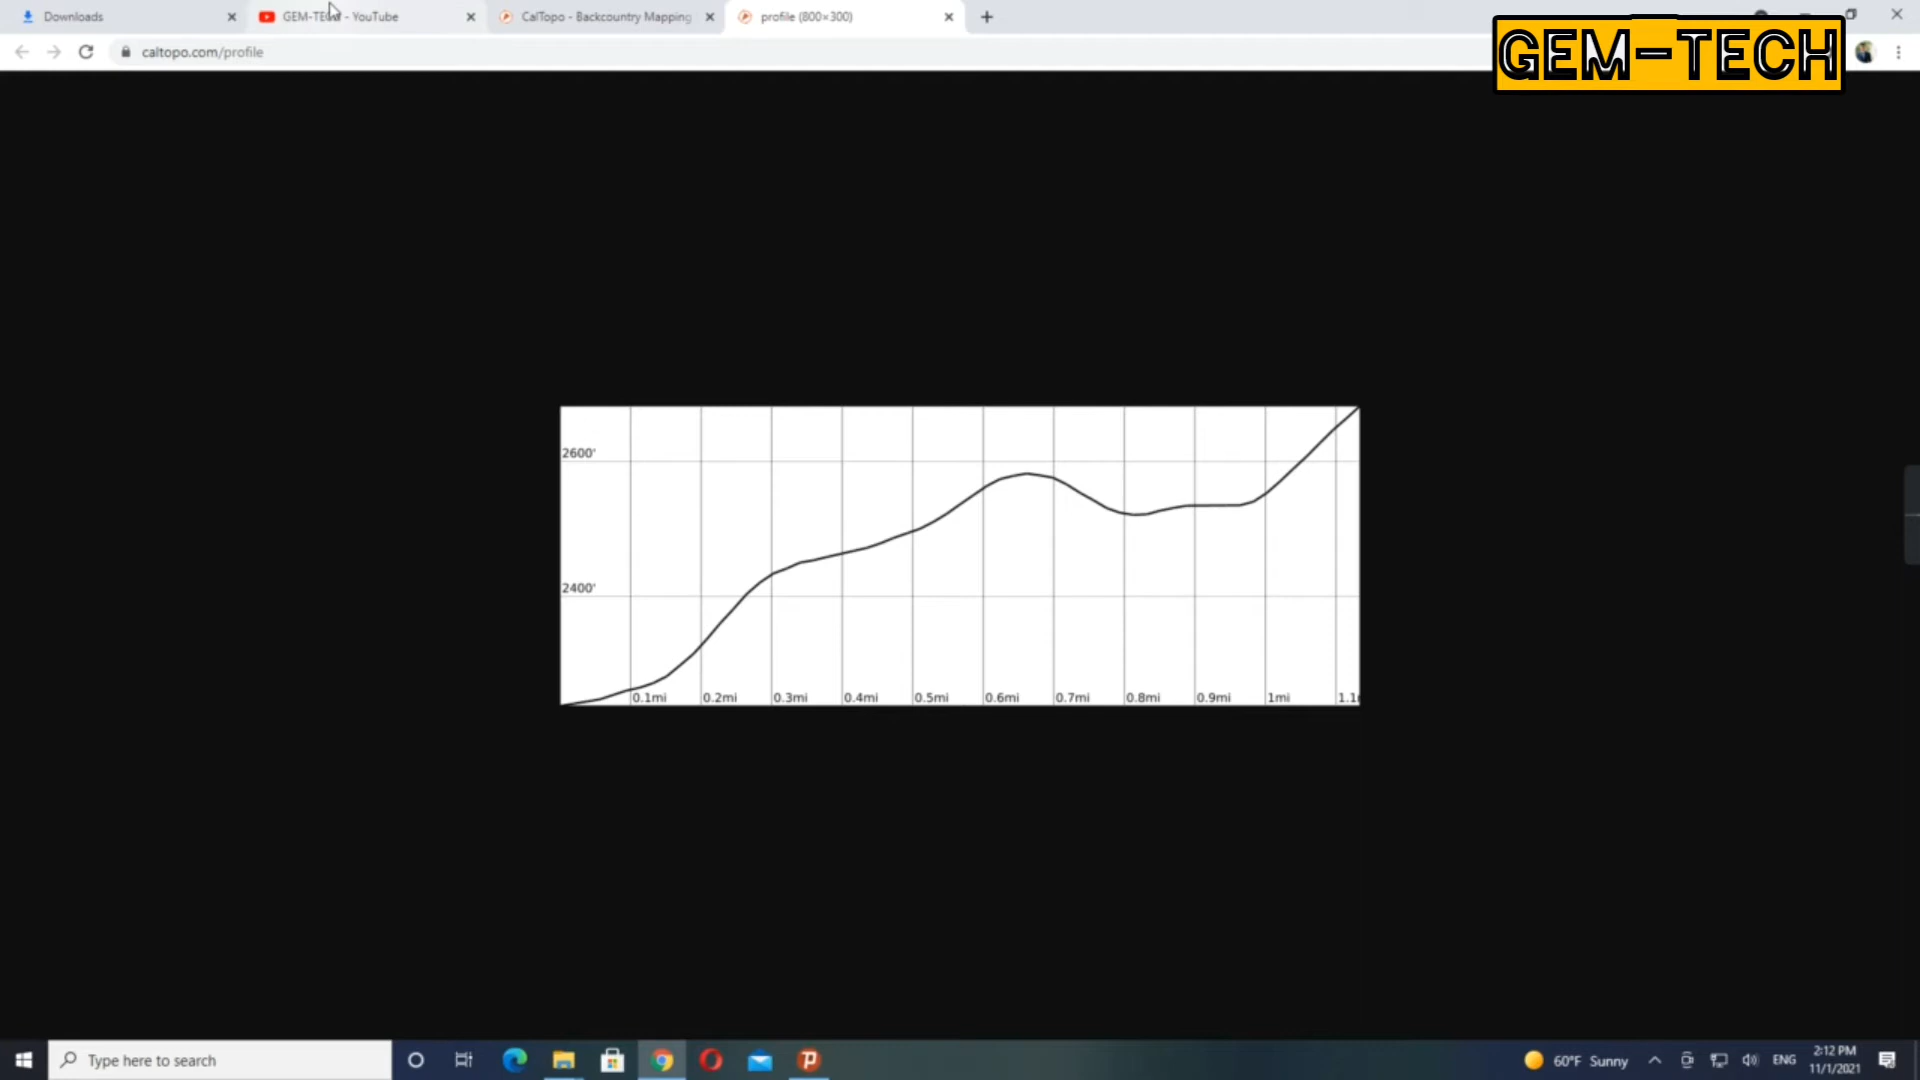 Downloads
GEM-TECH - YouTube
CalTopo - Backcountry Mapping
profile (800×300)
caltopo.com/profile
GEM-TECH
2600'
2400'
0.1mi
0.2mi
0.3mi
0.4mi
0.5mi
0.6mi
0.7mi
0.8mi
0.9mi
1mi
1.1
Type here to search
60°F Sunny
ENG
2:12 PM
11/1/2021